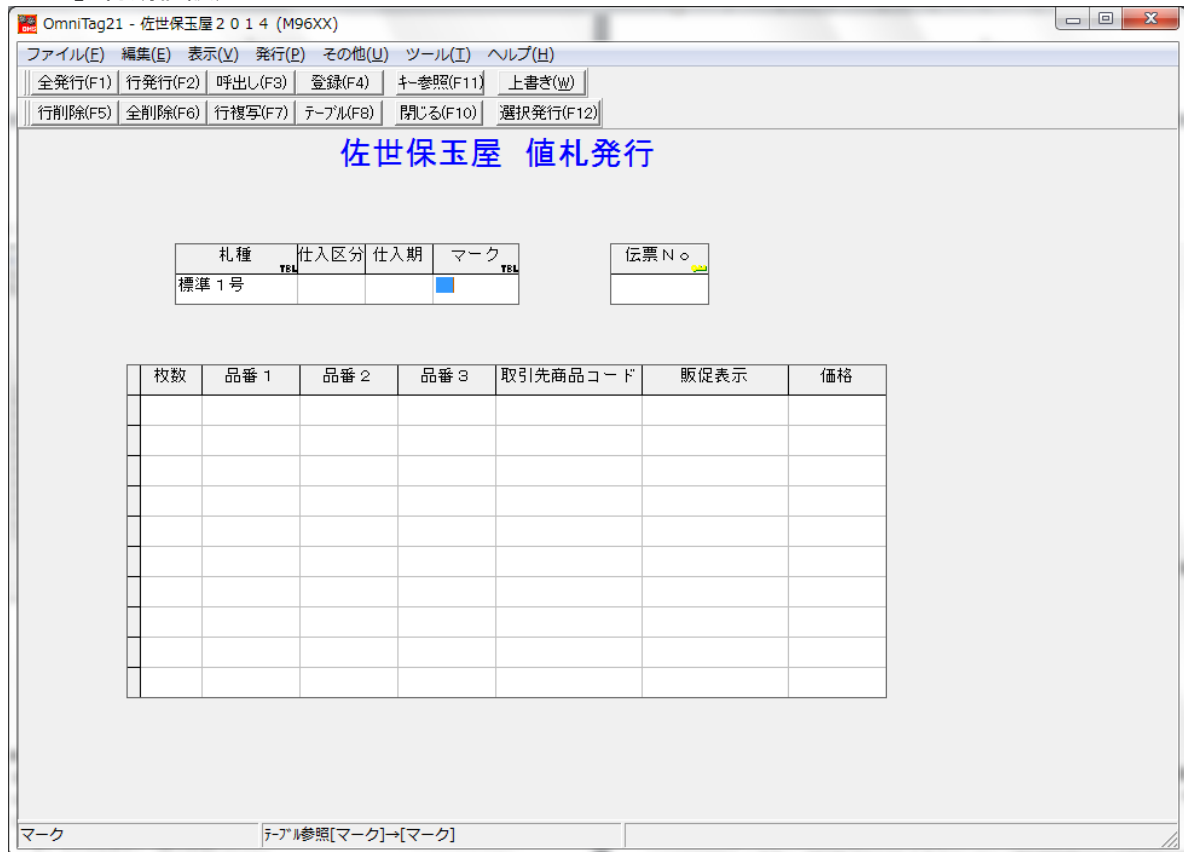 OmniTag21 - 佐世保玉屋２０１４ (M96XX)
ファイル(F) 編集(E) 表示(V) 発行(P) その他(U) ツール(T) ヘルプ(H)
全発行(F1) 行発行(F2) 呼出し(F3) 登録(F4) ｷｰ参照(F11) 上書き(W)
行削除(F5) 全削除(F6) 行複写(F7) ﾃｰﾌﾞﾙ(F8) 閉じる(F10) 選択発行(F12)
佐世保玉屋　値札発行
札種 TBL 仕入区分 仕入期 マーク TBL 伝票Ｎｏ
標準１号
枚数 品番１ 品番２ 品番３ 取引先商品コード 販促表示 価格
マーク ﾃｰﾌﾞﾙ参照[マーク]→[マーク]